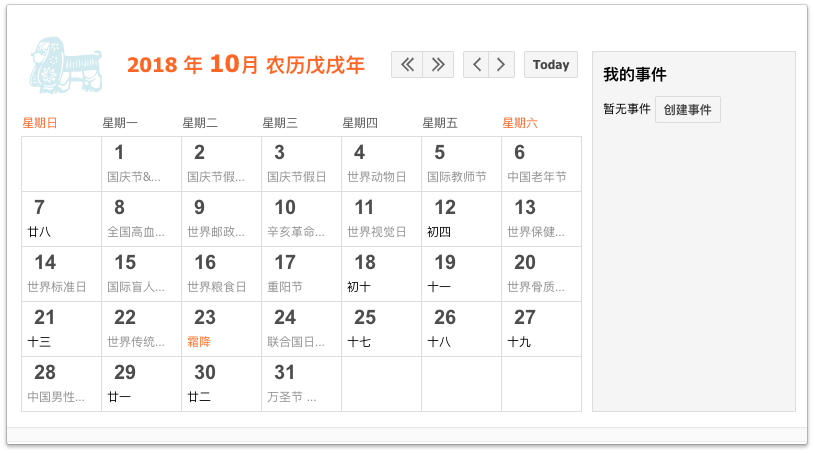 2018 年 10月 农历戊戌年
Today
我的事件
暂无事件 创建事件
星期日 星期一 星期二 星期三 星期四 星期五 星期六
1 2 3 4 5 6
国庆节&... 国庆节假... 国庆节假日 世界动物日 国际教师节 中国老年节
7 8 9 10 11 12 13
廿八 全国高血... 世界邮政... 辛亥革命... 世界视觉日 初四 世界保健...
14 15 16 17 18 19 20
世界标准日 国际盲人... 世界粮食日 重阳节 初十 十一 世界骨质...
21 22 23 24 25 26 27
十三 世界传统... 霜降 联合国日... 十七 十八 十九
28 29 30 31
中国男性... 廿一 廿二 万圣节 ...